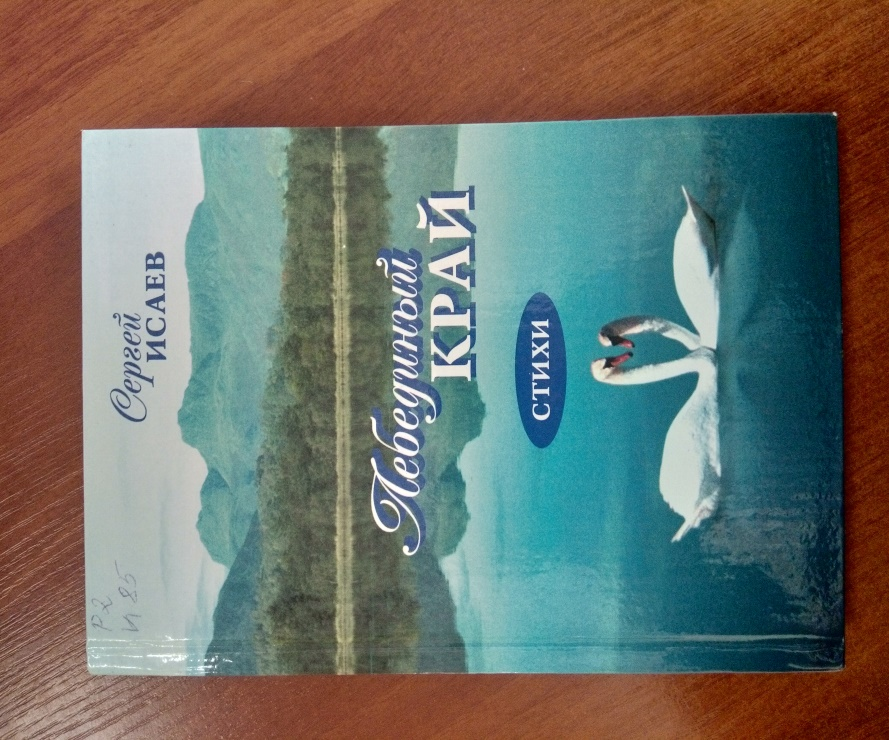 Р2
И 85
Сергей
ИСАЕВ
Лебединый
КРАЙ
СТИХИ